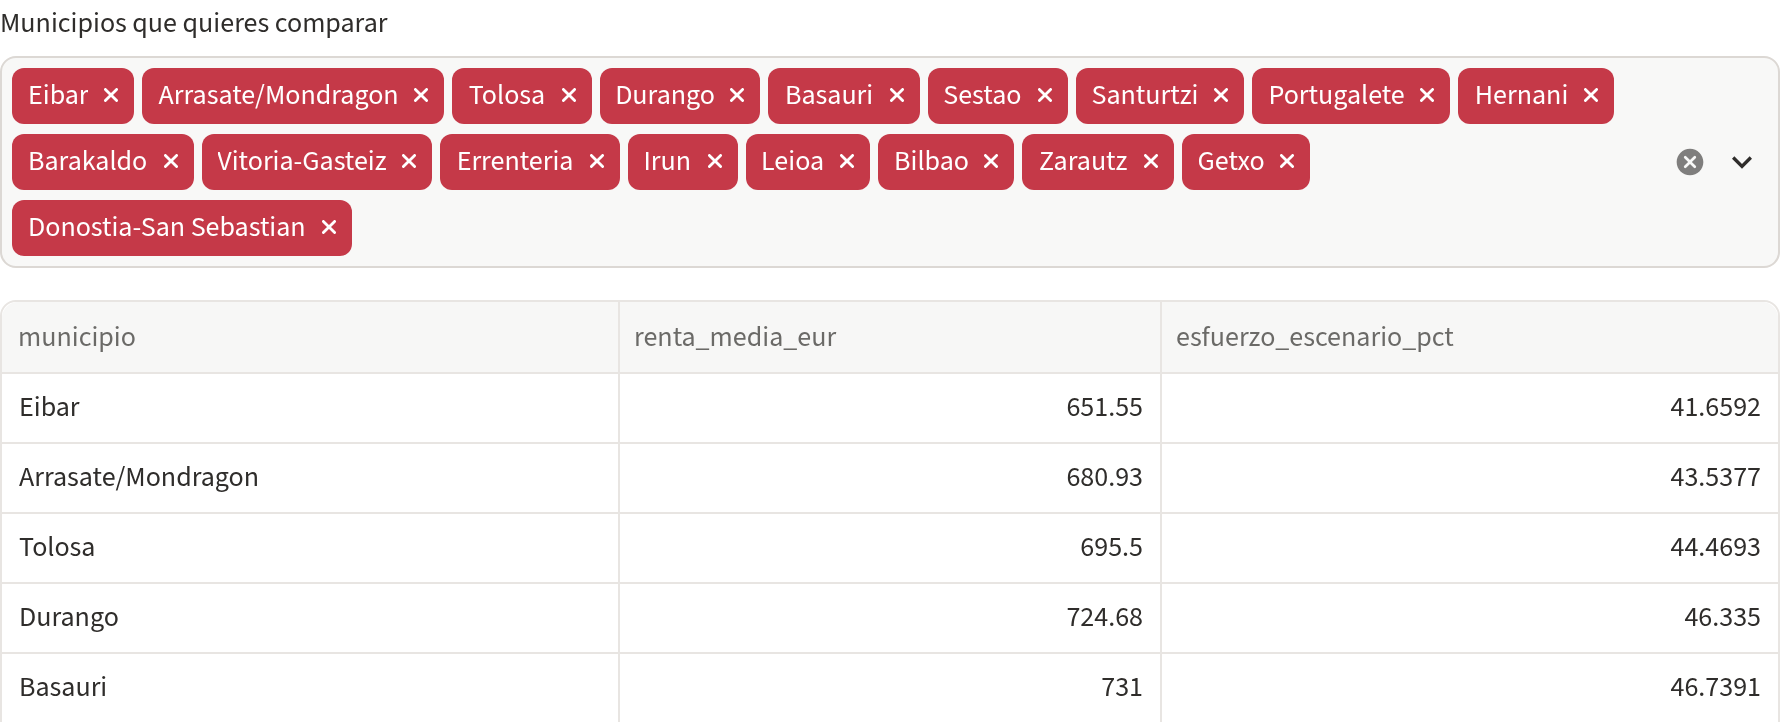 Municipios que quieres comparar
Eibar Arrasate/Mondragon Tolosa Durango Basauri Sestao Santurtzi Portugalete Hernani
Barakaldo Vitoria-Gasteiz Errenteria Irun Leioa Bilbao Zarautz Getxo
Donostia-San Sebastian
municipio renta_media_eur esfuerzo_escenario_pct
Eibar 651.55 41.6592
Arrasate/Mondragon 680.93 43.5377
Tolosa 695.5 44.4693
Durango 724.68 46.335
Basauri 731 46.7391